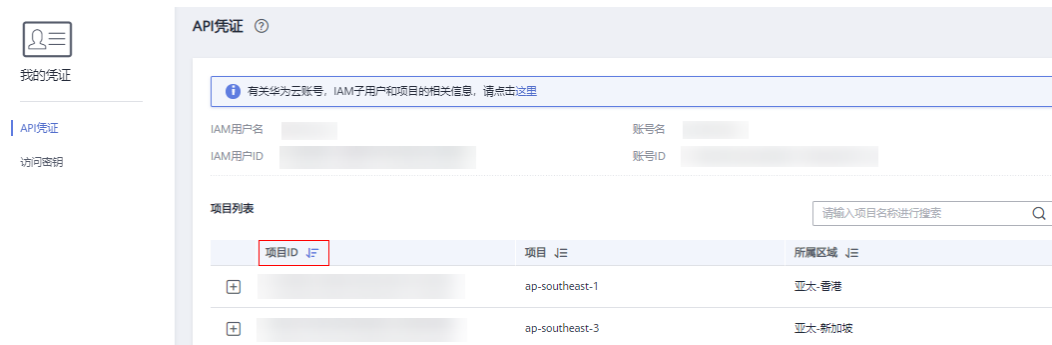 我的凭证
API凭证
访问密钥
API凭证
有关华为云账号，IAM子用户和项目的相关信息，请点击这里
IAM用户名
账号名
IAM用户ID
账号ID
项目列表
请输入项目名称进行搜索
项目ID 项目 所属区域
ap-southeast-1 亚太-香港
ap-southeast-3 亚太-新加坡